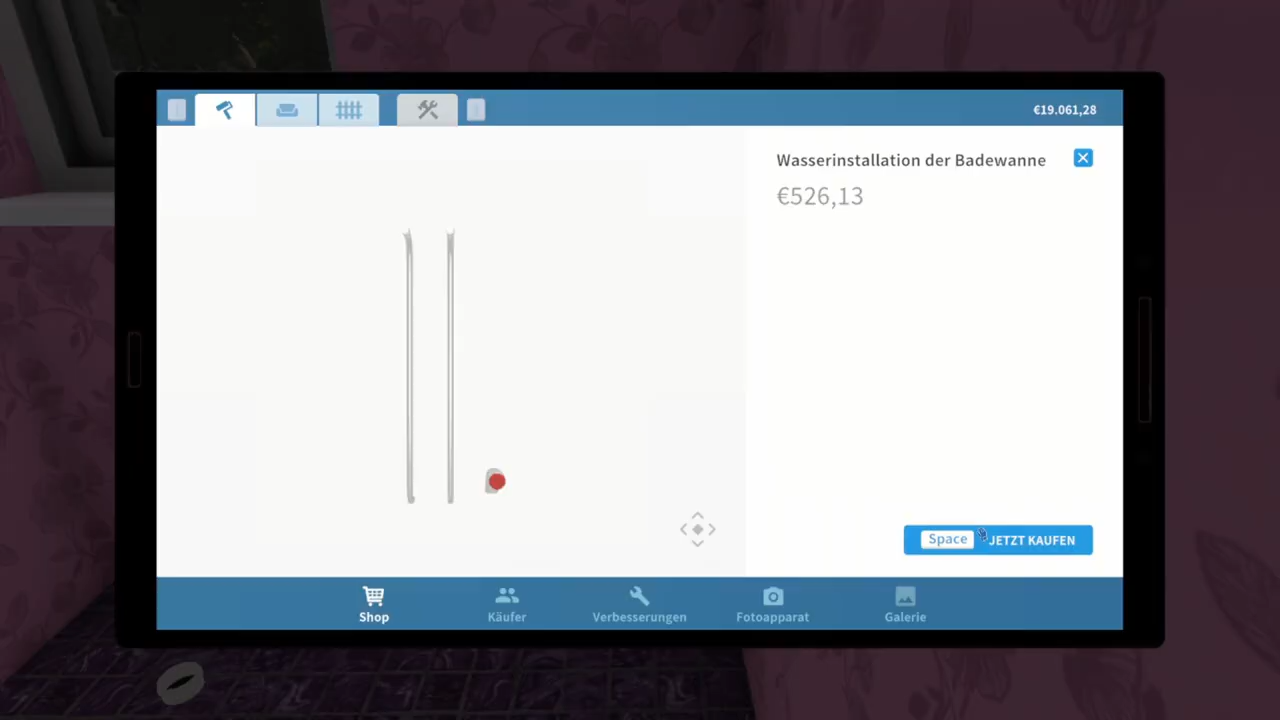 €19.061,28
Wasserinstallation der Badewanne
€526,13
Space JETZT KAUFEN
Shop
Käufer
Verbesserungen
Fotoapparat
Galerie